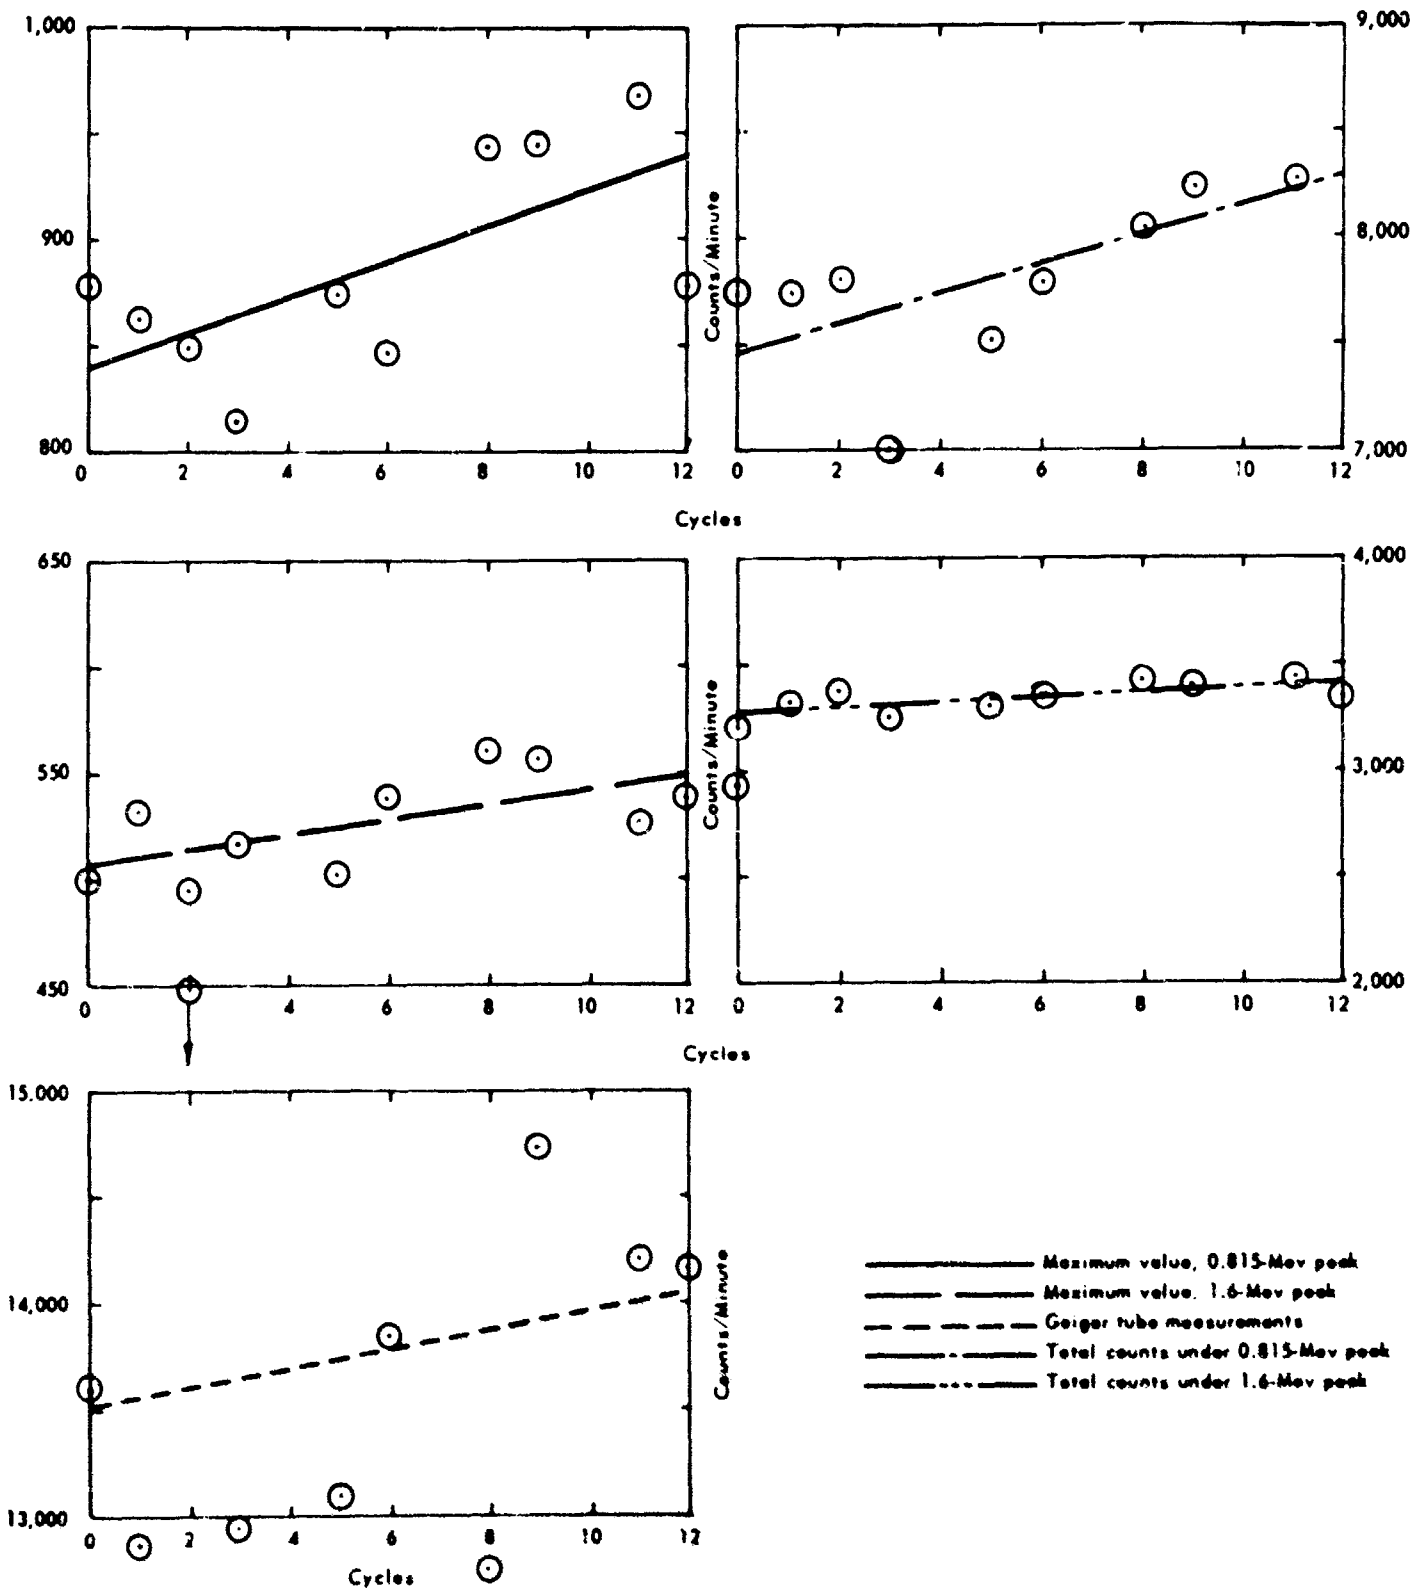 1,000
900
800
0 2 4 6 8 10 12
Counts/Minute
9,000
8,000
7,000
0 2 4 6 8 10 12
Cycles
650
550
450
0 2 4 6 8 10 12
Counts/Minute
4,000
3,000
2,000
0 2 4 6 8 10 12
Cycles
15,000
14,000
13,000
0 2 4 6 8 10 12
Counts/Minute
Cycles
Maximum value, 0.815-Mev peak
Maximum value, 1.6-Mev peak
Geiger tube measurements
Total counts under 0.815-Mev peak
Total counts under 1.6-Mev peak